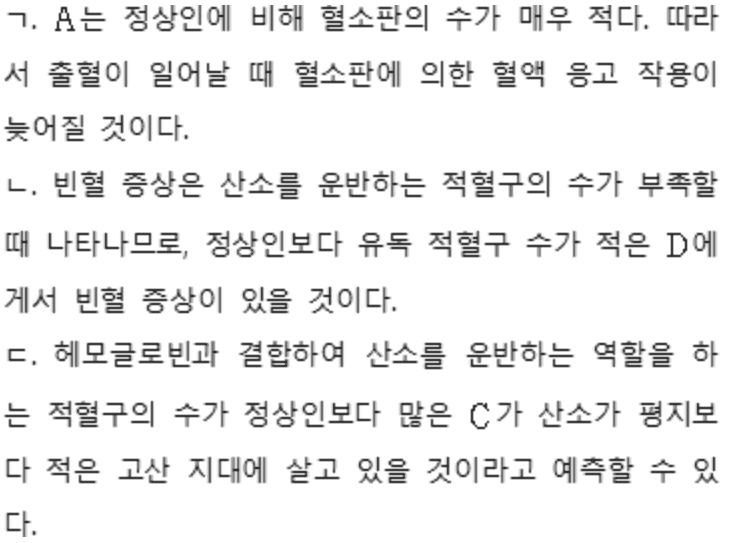 ㄱ. A는 정상인에 비해 혈소판의 수가 매우 적다. 따라
서 출혈이 일어날 때 혈소판에 의한 혈액 응고 작용이
늦어질 것이다.
ㄴ. 빈혈 증상은 산소를 운반하는 적혈구의 수가 부족할
때 나타나므로, 정상인보다 유독 적혈구 수가 적은 D에
게서 빈혈 증상이 있을 것이다.
ㄷ. 헤모글로빈과 결합하여 산소를 운반하는 역할을 하
는 적혈구의 수가 정상인보다 많은 C가 산소가 평지보
다 적은 고산 지대에 살고 있을 것이라고 예측할 수 있
다.